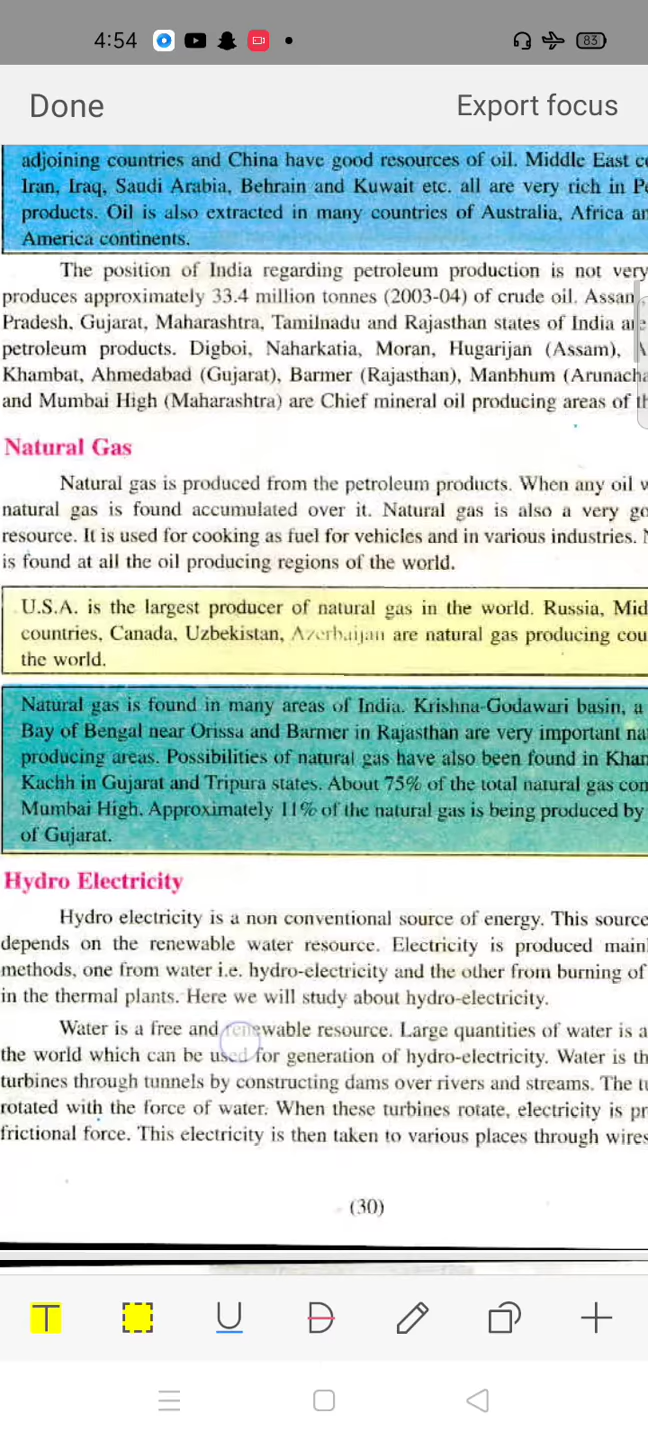 4:54
83
Done
Export focus
adjoining countries and China have good resources of oil. Middle East
Iran, Iraq, Saudi Arabia, Behrain and Kuwait etc. all are very rich in
products. Oil is also extracted in many countries of Australia, Africa
America continents.
The position of India regarding petroleum production is not very
produces approximately 33.4 million tonnes (2003-04) of crude oil. Assan
Pradesh, Gujarat, Maharashtra, Tamilnadu and Rajasthan states of India
petroleum products. Digboi, Naharkatia, Moran, Hugarijan (Assam),
Khambat, Ahmedabad (Gujarat), Barmer (Rajasthan), Manbhum (Arunach
and Mumbai High (Maharashtra) are Chief mineral oil producing areas of
Natural Gas
Natural gas is produced from the petroleum products. When any oil
natural gas is found accumulated over it. Natural gas is also a very
resource. It is used for cooking as fuel for vehicles and in various industries.
is found at all the oil producing regions of the world.
U.S.A. is the largest producer of natural gas in the world. Russia, Mid
countries, Canada, Uzbekistan, Azerbaijan are natural gas producing cou
the world.
Natural gas is found in many areas of India. Krishna-Godawari basin, a
Bay of Bengal near Orissa and Barmer in Rajasthan are very important na
producing areas. Possibilities of natural gas have also been found in Kham
Kachh in Gujarat and Tripura states. About 75% of the total natural gas com
Mumbai High. Approximately 11% of the natural gas is being produced by
of Gujarat.
Hydro Electricity
Hydro electricity is a non conventional source of energy. This source
depends on the renewable water resource. Electricity is produced main
methods, one from water i.e. hydro-electricity and the other from burning of
in the thermal plants. Here we will study about hydro-electricity.
Water is a free and renewable resource. Large quantities of water is a
the world which can be used for generation of hydro-electricity. Water is th
turbines through tunnels by constructing dams over rivers and streams. The
rotated with the force of water. When these turbines rotate, electricity is pr
frictional force. This electricity is then taken to various places through wires
(30)